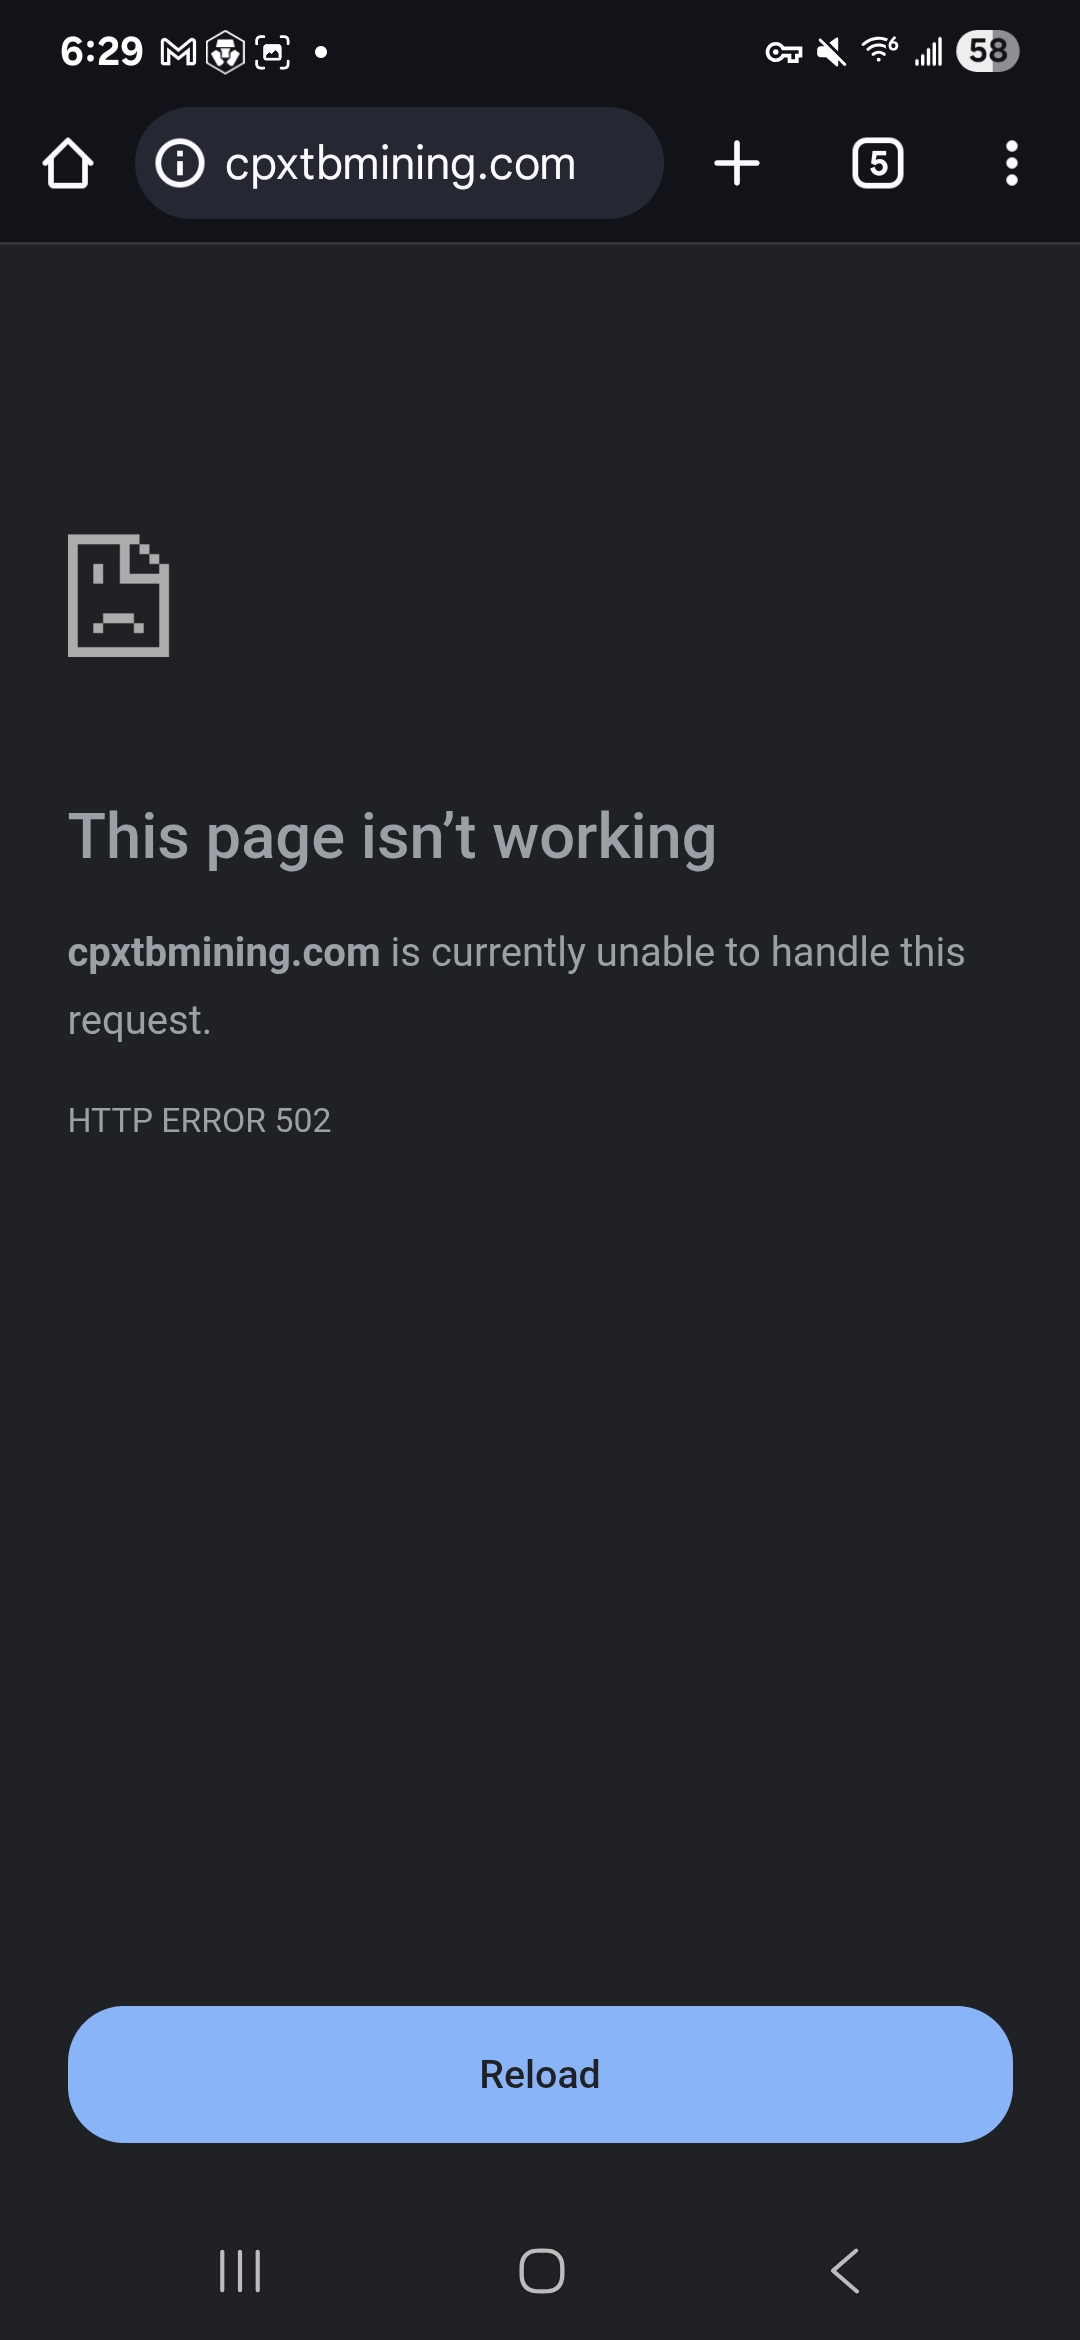 6:29
6
58
cpxtbmining.com
5
This page isn’t working
cpxtbmining.com is currently unable to handle this
request.
HTTP ERROR 502
Reload